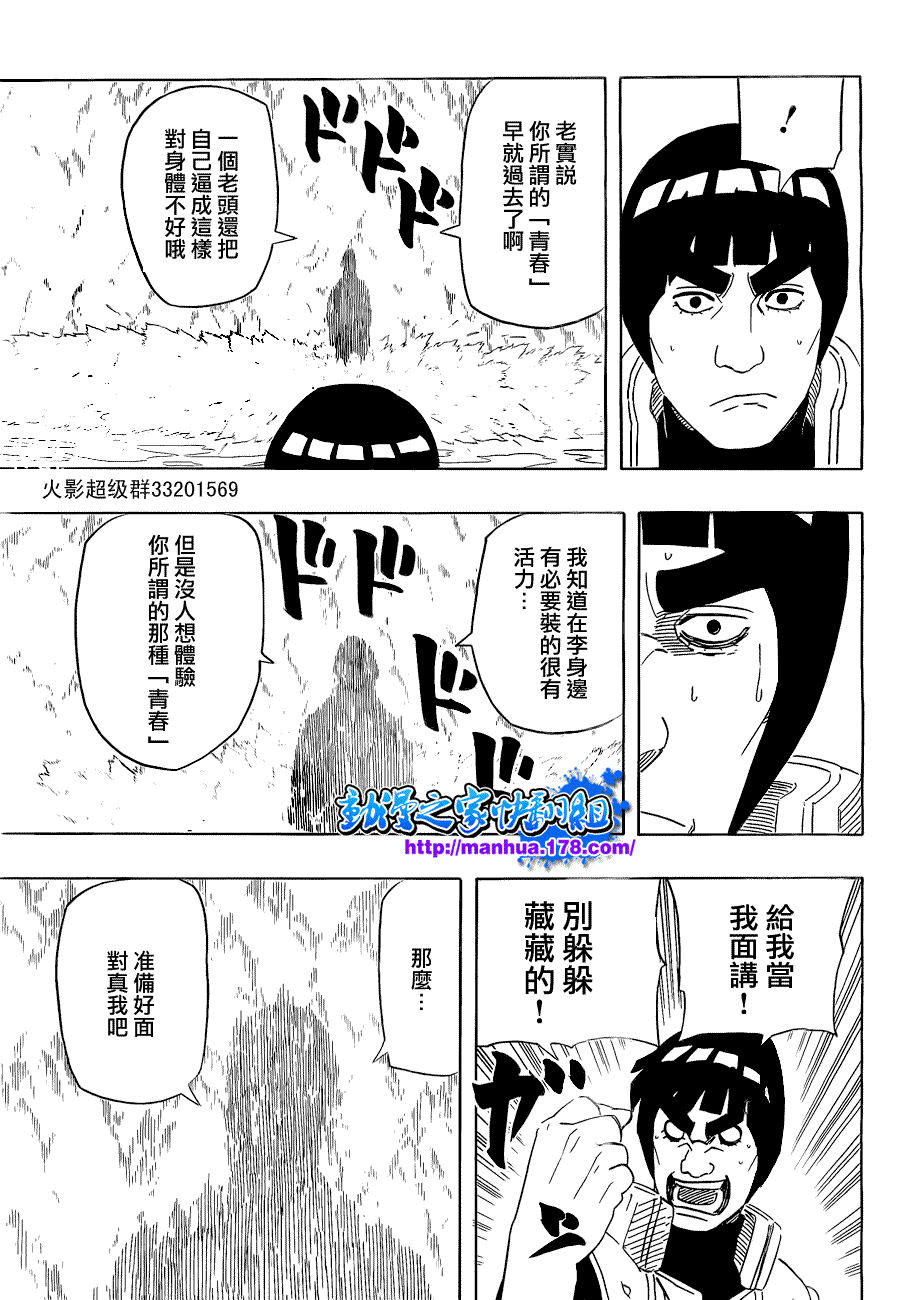 ！
老實說
你所謂的「青春」
早就過去了啊
ドドド
一個老頭還把
自己逼成這樣
對身體不好哦
火影超级群33201569
我知道在李身邊
有必要裝的很有
活力…
ドドド
但是沒人想體驗
你所謂的那種「青春」
動漫之家快翻組
http://manhua.178.com/
給我當
我面講！
別躲躲
藏藏的！
ガ
バッ
那麼…
准備好面
對真我吧